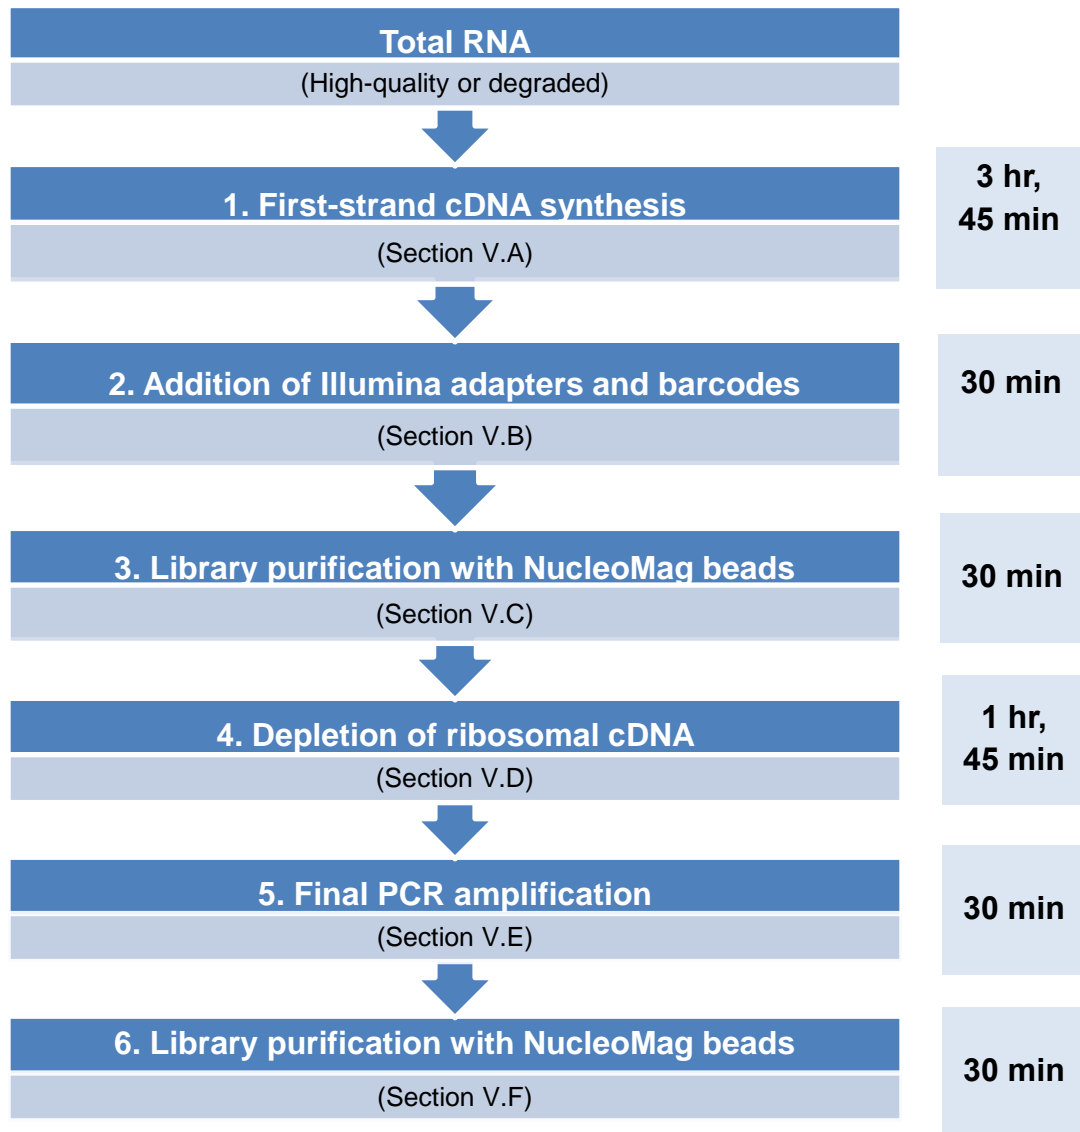 Total RNA
(High-quality or degraded)
1. First-strand cDNA synthesis
(Section V.A)
3 hr,
45 min
2. Addition of Illumina adapters and barcodes
(Section V.B)
30 min
3. Library purification with NucleoMag beads
(Section V.C)
30 min
4. Depletion of ribosomal cDNA
(Section V.D)
1 hr,
45 min
5. Final PCR amplification
(Section V.E)
30 min
6. Library purification with NucleoMag beads
(Section V.F)
30 min